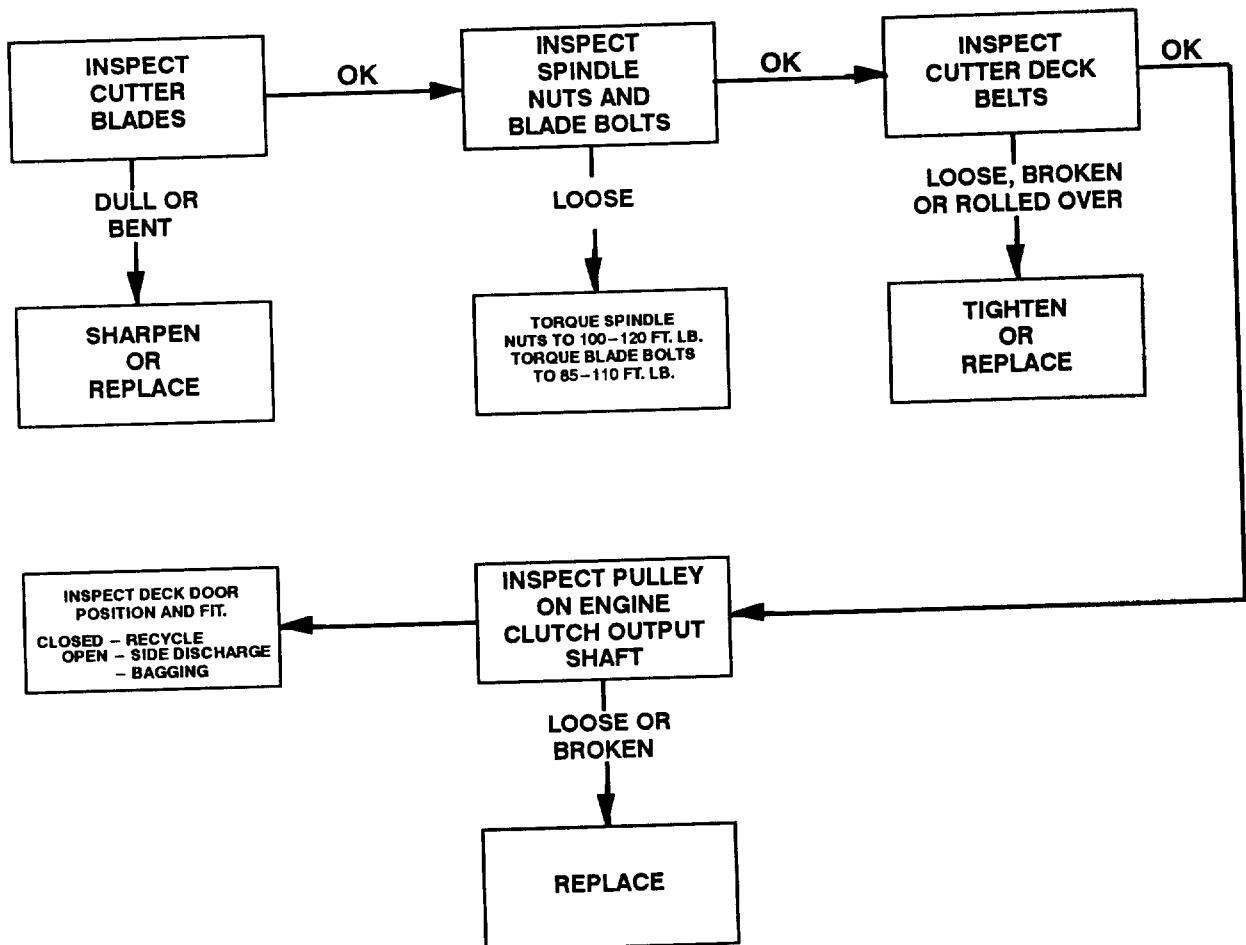 INSPECT
CUTTER
BLADES
OK
INSPECT
SPINDLE
NUTS AND
BLADE BOLTS
OK
INSPECT
CUTTER DECK
BELTS
OK
DULL OR
BENT
LOOSE
LOOSE, BROKEN
OR ROLLED OVER
SHARPEN
OR
REPLACE
TORQUE SPINDLE
NUTS TO 100–120 FT. LB.
TORQUE BLADE BOLTS
TO 85–110 FT. LB.
TIGHTEN
OR
REPLACE
INSPECT DECK DOOR
POSITION AND FIT.
CLOSED – RECYCLE
OPEN – SIDE DISCHARGE
– BAGGING
INSPECT PULLEY
ON ENGINE
CLUTCH OUTPUT
SHAFT
LOOSE OR
BROKEN
REPLACE